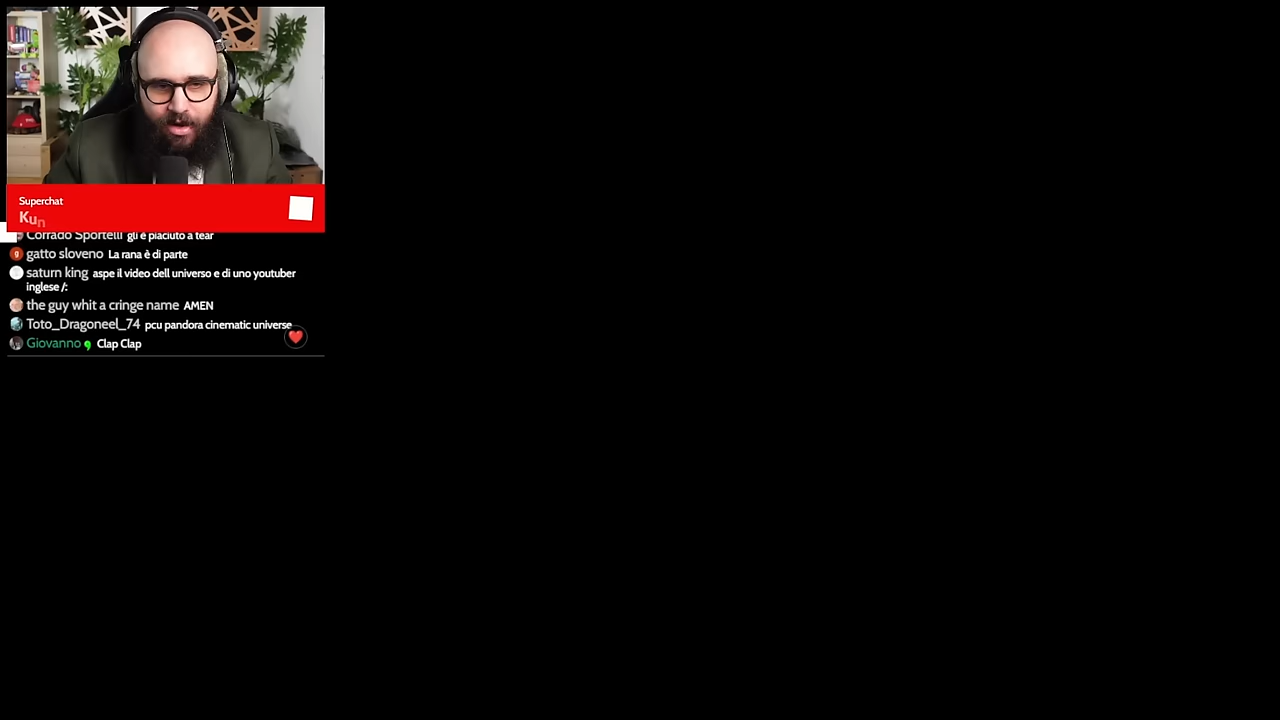 Superchat
Kun
Corrado Sportelli gli è piaciuto a tear
gatto sloveno La rana è di parte
saturn king aspe il video dell universo e di uno youtuber
inglese /:
the guy whit a cringe name AMEN
Toto_Dragoneel_74 pcu pandora cinematic universe
Giovanno Clap Clap